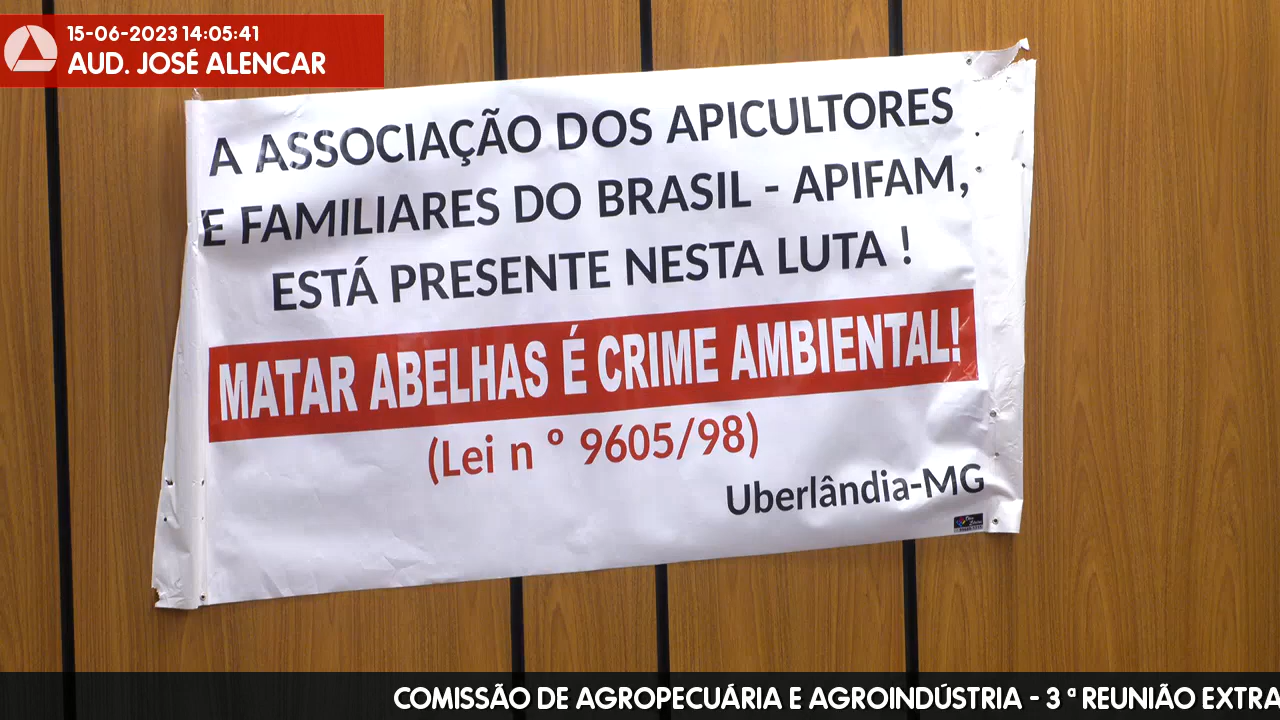 15-06-2023 14:05:41
AUD. JOSÉ ALENCAR
A ASSOCIAÇÃO DOS APICULTORES
E FAMILIARES DO BRASIL - APIFAM,
ESTÁ PRESENTE NESTA LUTA !
MATAR ABELHAS É CRIME AMBIENTAL!
(Lei n º 9605/98)
Uberlândia-MG
COMISSÃO DE AGROPECUÁRIA E AGROINDÚSTRIA - 3 ª REUNIÃO EXTRA